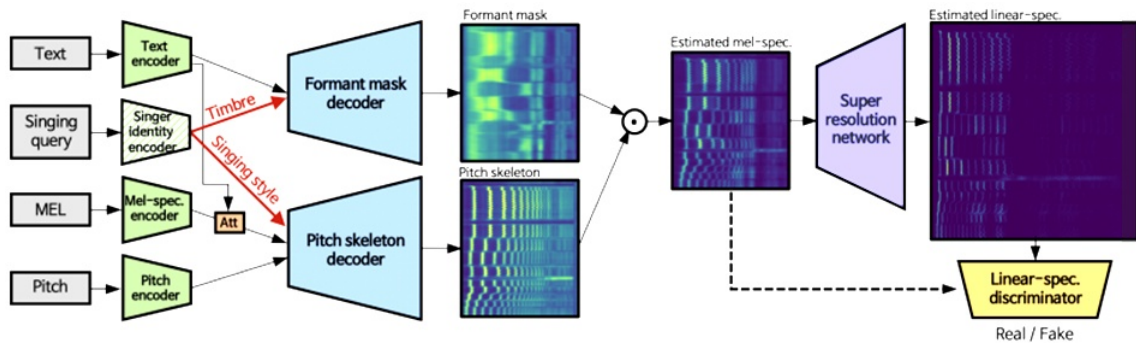 Text
Text
encoder
Singing
query
Singer
identity
encoder
MEL
Mel-spec.
encoder
Pitch
Pitch
encoder
Att
Timbre
Singing style
Formant mask
decoder
Pitch skeleton
decoder
Formant mask
Pitch skeleton
Estimated mel-spec.
Super
resolution
network
Estimated linear-spec.
Linear-spec.
discriminator
Real / Fake